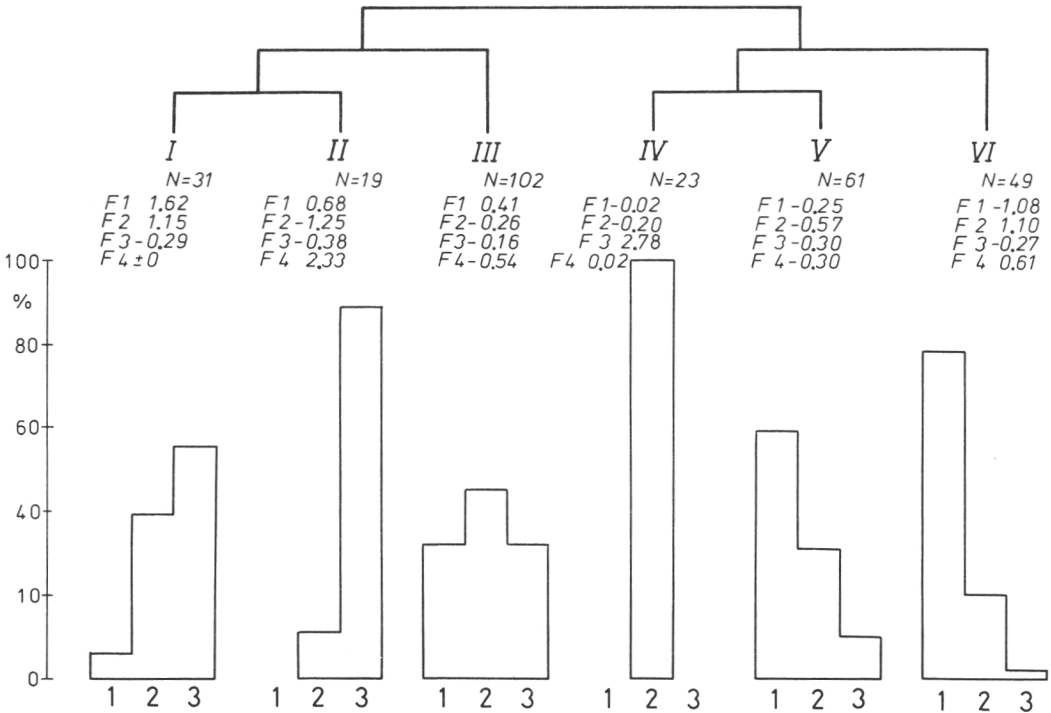 I II III IV V VI
N=31 N=19 N=102 N=23 N=61 N=49
F1 1.62 F1 0.68 F1 0.41 F1-0.02 F1-0.25 F1-1.08
F2 1.15 F2-1.25 F2-0.26 F2-0.20 F2-0.57 F2 1.10
F3-0.29 F3-0.38 F3-0.16 F3 2.78 F3-0.30 F3-0.27
F4±0 F4 2.33 F4-0.54 F4 0.02 F4-0.30 F4 0.61
100
%
80
60
40
10
0
1 2 3 1 2 3 1 2 3 1 2 3 1 2 3 1 2 3